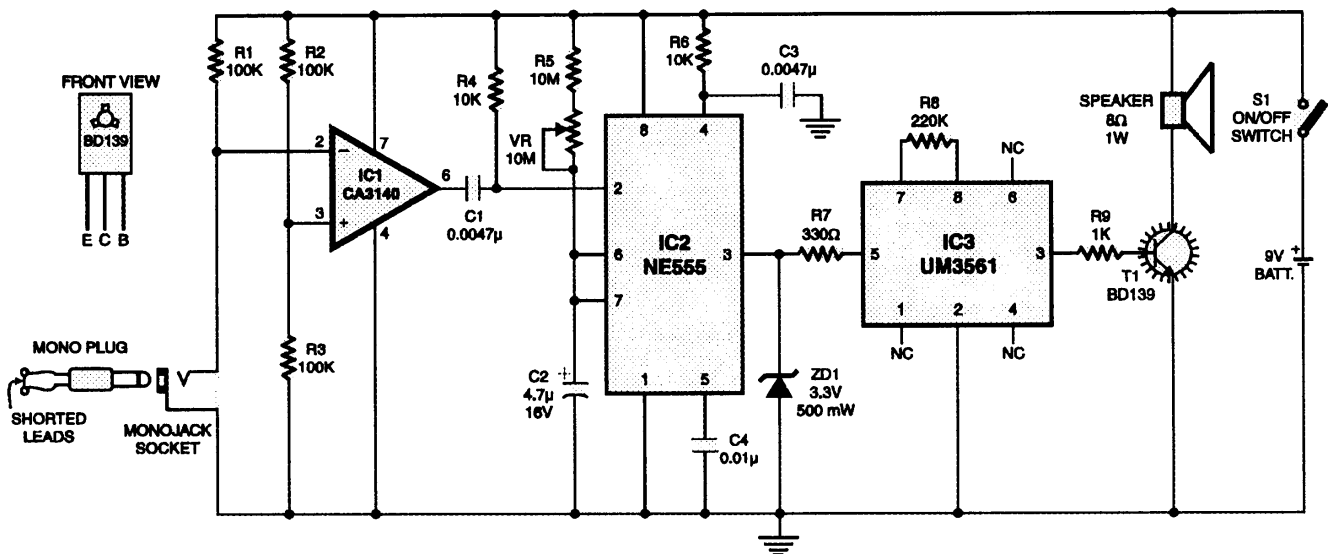 FRONT VIEW
BD139
E C B
R1
100K
R2
100K
R3
100K
2
−
3
+
7
IC1
CA3140
4
6
C1
0.0047µ
R4
10K
R5
10M
VR
10M
R6
10K
C3
0.0047µ
8
4
2
6
7
IC2
NE555
3
1
5
C2
+
4.7µ
16V
C4
0.01µ
R7
330Ω
ZD1
3.3V
500 mW
R8
220K
NC
7
8
6
5
IC3
UM3561
3
1
2
4
NC
NC
R9
1K
T1
BD139
SPEAKER
8Ω
1W
S1
ON/OFF
SWITCH
9V
BATT.
+
MONO PLUG
SHORTED
LEADS
MONOJACK
SOCKET